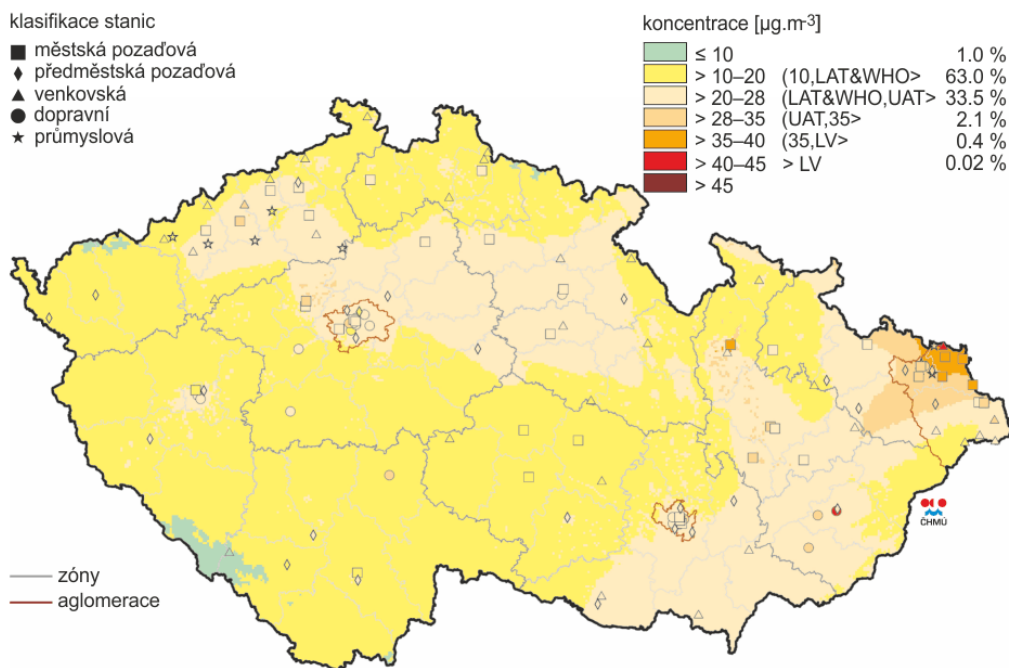 klasifikace stanic
městská pozaďová
předměstská pozaďová
venkovská
dopravní
průmyslová
koncentrace [µg.m-3]
≤ 10 1.0 %
> 10–20 (10,LAT&WHO> 63.0 %
> 20–28 (LAT&WHO,UAT> 33.5 %
> 28–35 (UAT,35> 2.1 %
> 35–40 (35,LV> 0.4 %
> 40–45 > LV 0.02 %
> 45
ČHMÚ
zóny
aglomerace